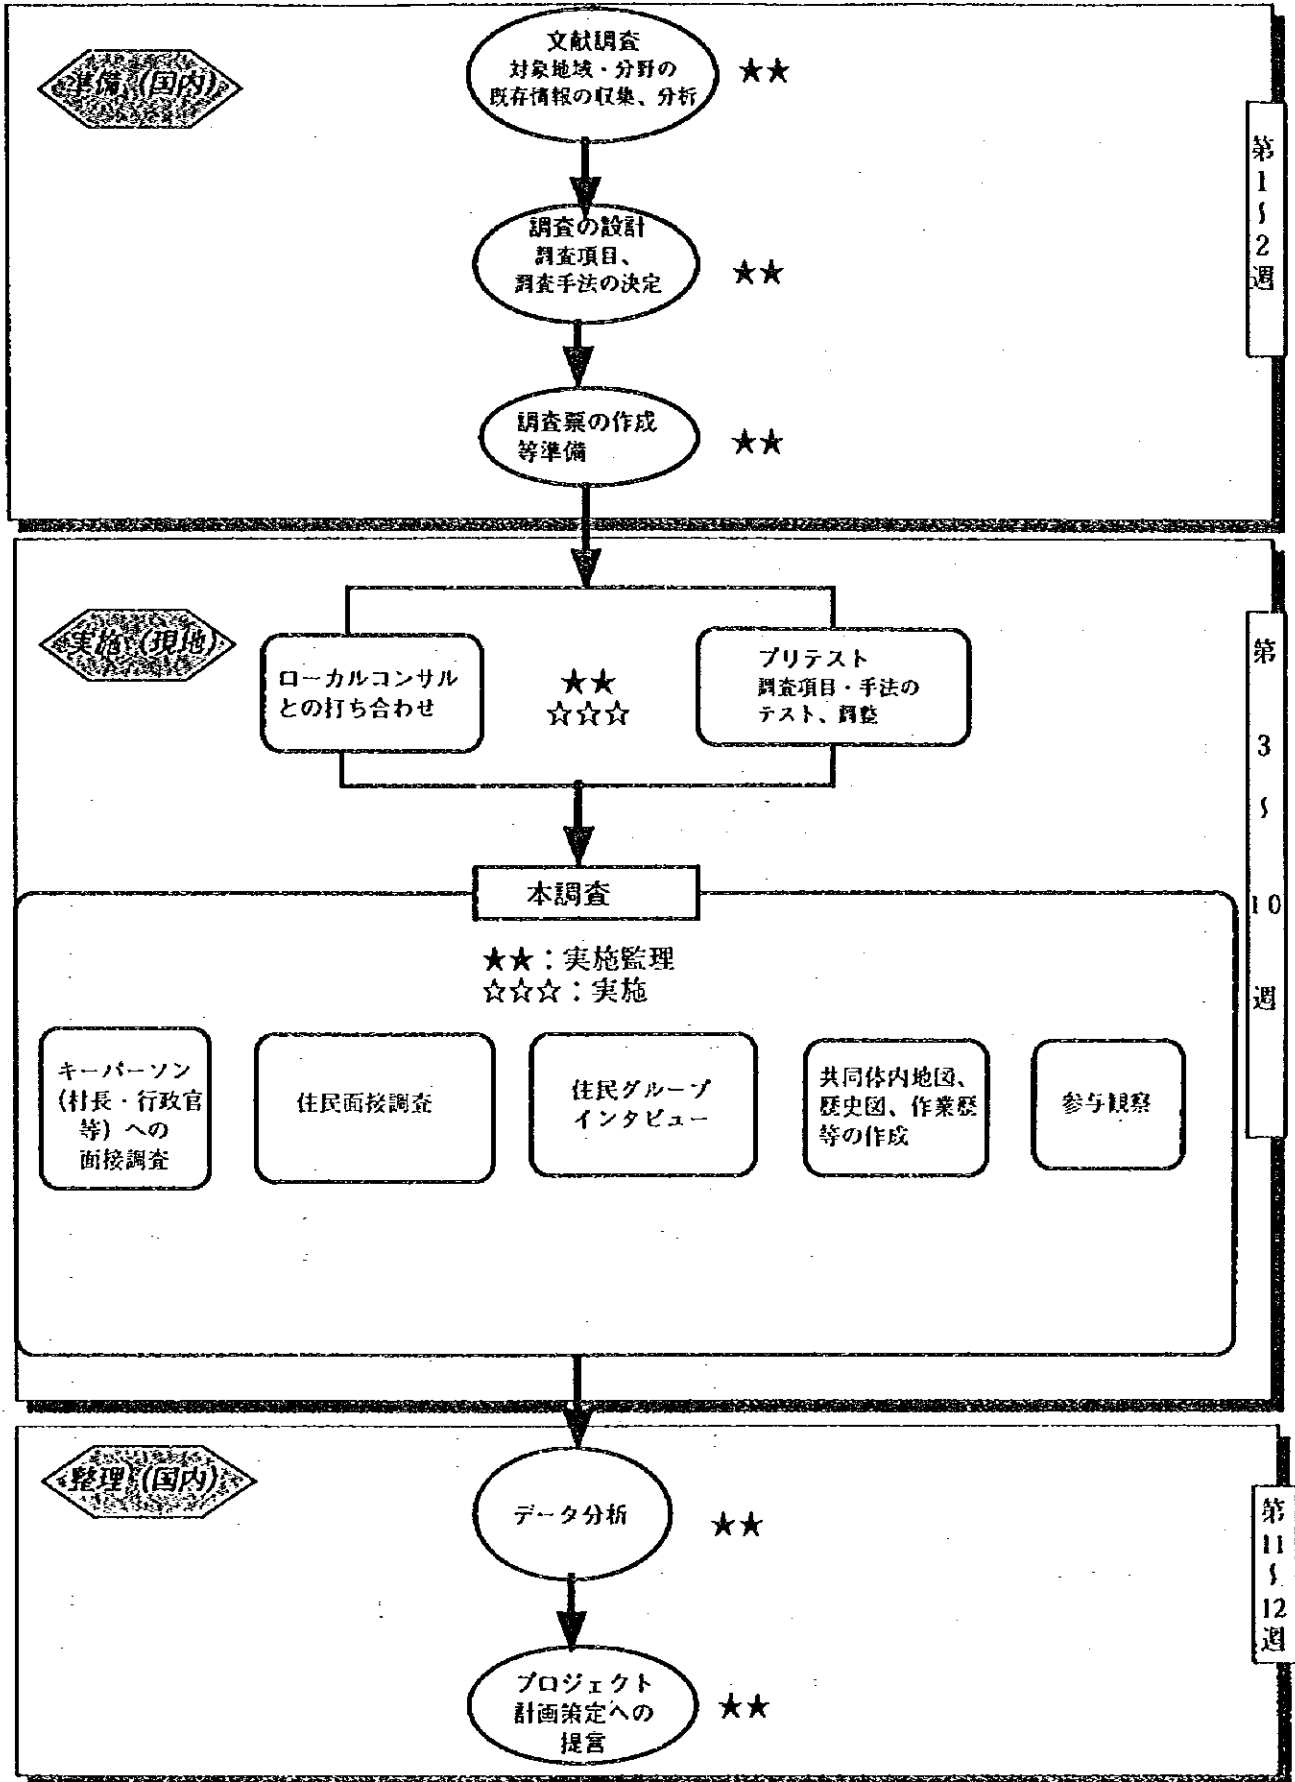 準備（国内）
文献調査
対象地域・分野の
既存情報の収集、分析
★★
第1～2週
調査の設計
調査項目、
調査手法の決定
★★
調査票の作成
等準備
★★
実施（現地）
ローカルコンサル
との打ち合わせ
★★
☆☆☆
プリテスト
調査項目・手法の
テスト、調整
第3～10週
本調査
★★：実施監理
☆☆☆：実施
キーパーソン
（村長・行政官
等）への
面接調査
住民面接調査
住民グループ
インタビュー
共同体内地図、
歴史図、作業歴
等の作成
参与観察
整理（国内）
データ分析
★★
第11～12週
プロジェクト
計画策定への
提言
★★